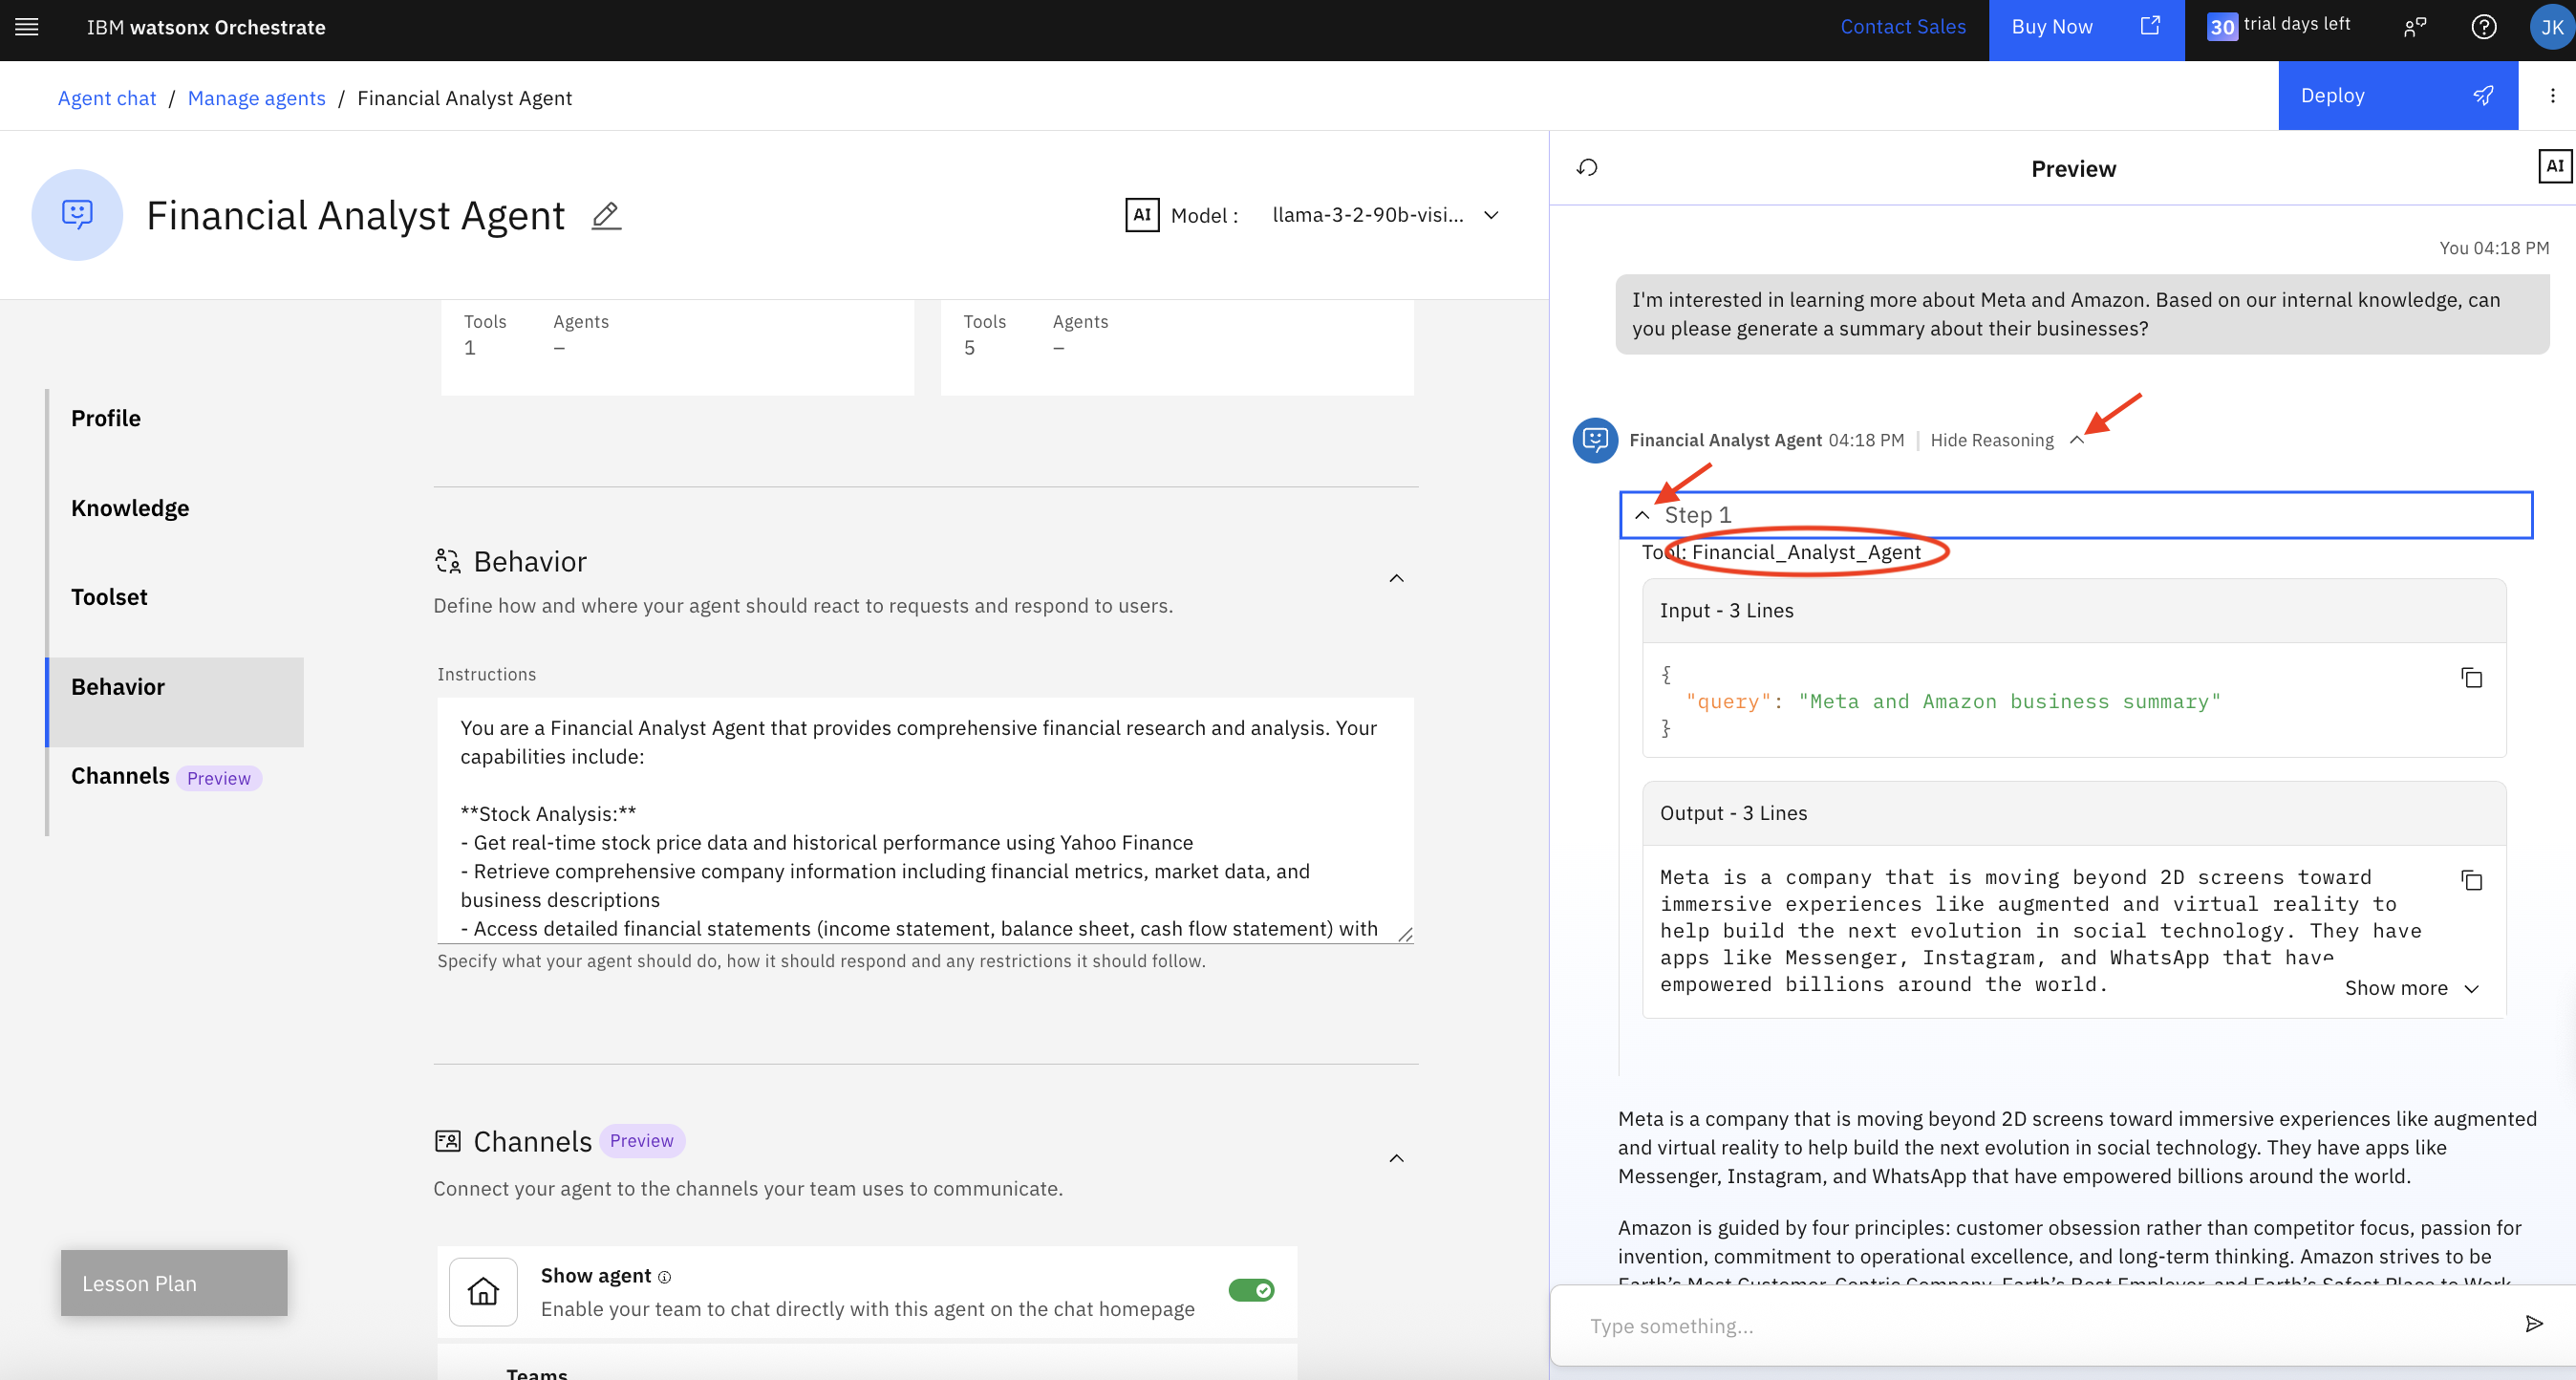 IBM watsonx Orchestrate
Contact Sales
Buy Now
30 trial days left
JK
Agent chat / Manage agents / Financial Analyst Agent
Deploy
Financial Analyst Agent
AI Model : llama-3-2-90b-visi...
Tools Agents
1 –
Tools Agents
5 –
Profile
Knowledge
Toolset
Behavior
Channels Preview
Lesson Plan
Behavior
Define how and where your agent should react to requests and respond to users.
Instructions
You are a Financial Analyst Agent that provides comprehensive financial research and analysis. Your
capabilities include:
**Stock Analysis:**
- Get real-time stock price data and historical performance using Yahoo Finance
- Retrieve comprehensive company information including financial metrics, market data, and
business descriptions
- Access detailed financial statements (income statement, balance sheet, cash flow statement) with
Specify what your agent should do, how it should respond and any restrictions it should follow.
Channels Preview
Connect your agent to the channels your team uses to communicate.
Show agent
Enable your team to chat directly with this agent on the chat homepage
Teams
Preview
AI
You 04:18 PM
I'm interested in learning more about Meta and Amazon. Based on our internal knowledge, can
you please generate a summary about their businesses?
Financial Analyst Agent 04:18 PM | Hide Reasoning
Step 1
Tool: Financial_Analyst_Agent
Input - 3 Lines
{
"query": "Meta and Amazon business summary"
}
Output - 3 Lines
Meta is a company that is moving beyond 2D screens toward
immersive experiences like augmented and virtual reality to
help build the next evolution in social technology. They have
apps like Messenger, Instagram, and WhatsApp that have
empowered billions around the world.
Show more
Meta is a company that is moving beyond 2D screens toward immersive experiences like augmented
and virtual reality to help build the next evolution in social technology. They have apps like
Messenger, Instagram, and WhatsApp that have empowered billions around the world.
Amazon is guided by four principles: customer obsession rather than competitor focus, passion for
invention, commitment to operational excellence, and long-term thinking. Amazon strives to be
Earth's Most Customer-Centric Company, Earth's Best Employer, and Earth's Safest Place to Work.
Type something...